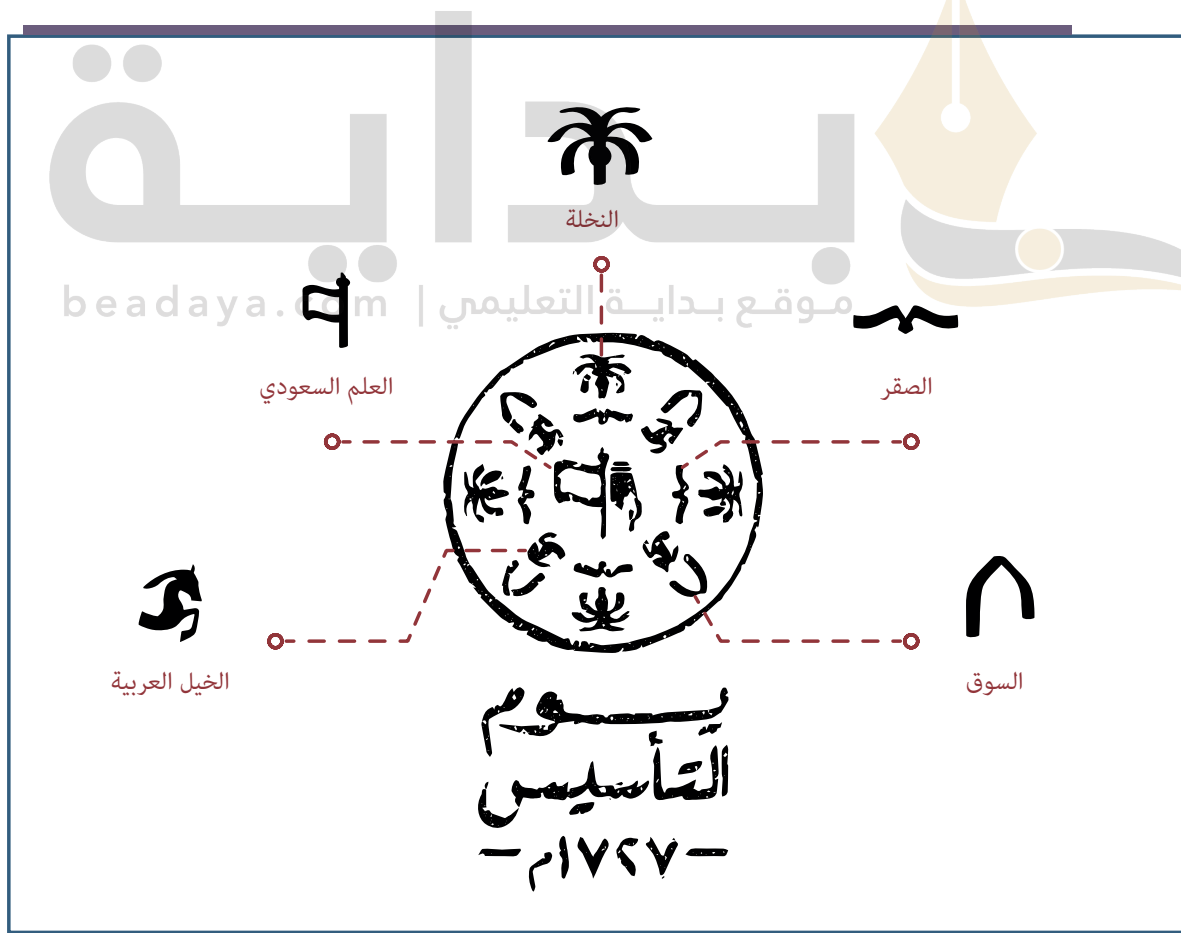 بداية
موقع بداية التعليمي | beadaya.com
النخلة
العلم السعودي
الصقر
الخيل العربية
السوق
يوم
التأسيس
١٧٢٧م